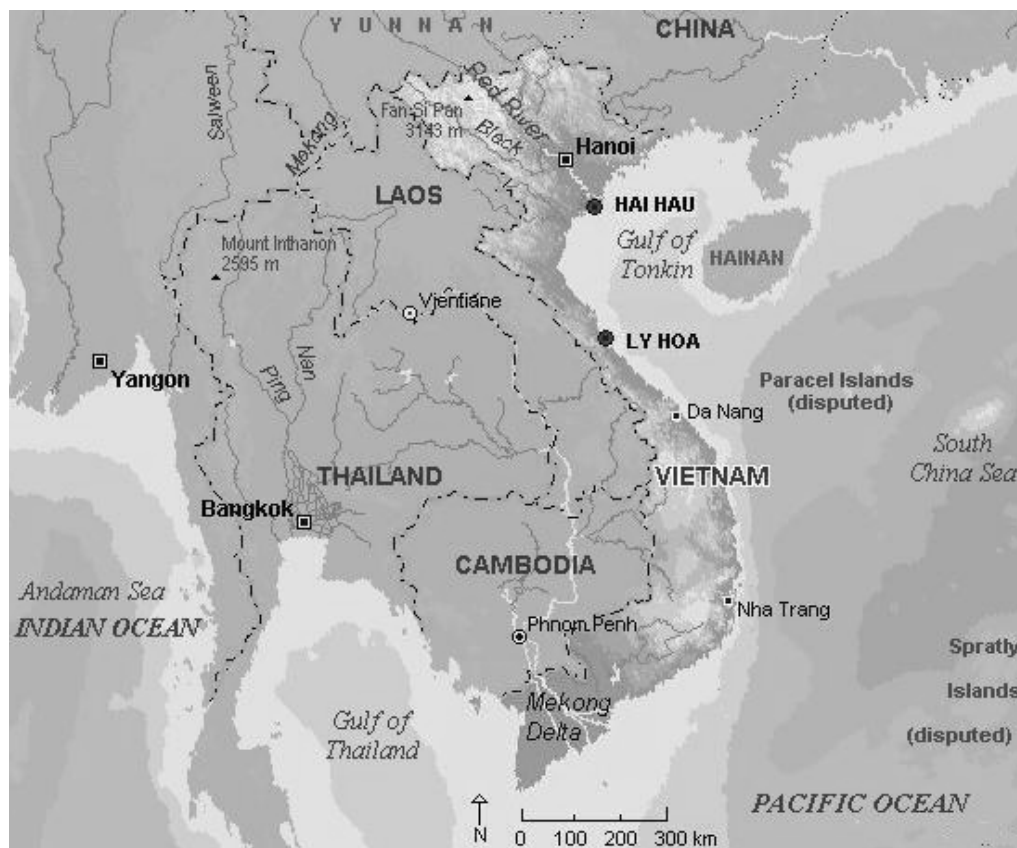 YUNNAN
CHINA
Salween
Red River
Fan Si Pan
3143 m
Black
Mekong
Hanoi
LAOS
HAI HAU
Gulf of
Tonkin
HAINAN
Mount Inthanon
2595 m
Vjentiane
LY HOA
Yangon
Ping
Nan
Paracel Islands
(disputed)
Da Nang
South
China Sea
THAILAND
VIETNAM
Bangkok
CAMBODIA
Andaman Sea
INDIAN OCEAN
Nha Trang
Phnom Penh
Spratly
Islands
(disputed)
Mekong
Delta
Gulf of
Thailand
PACIFIC OCEAN
N
0 100 200 300 km